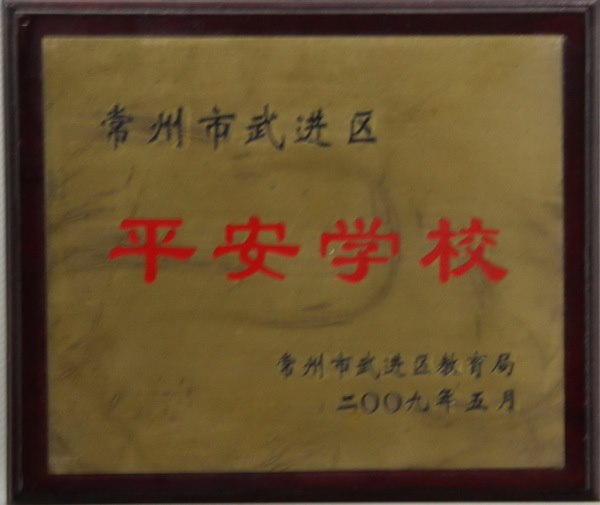 常州市武进区
平安学校
常州市武进区教育局
二〇〇九年五月